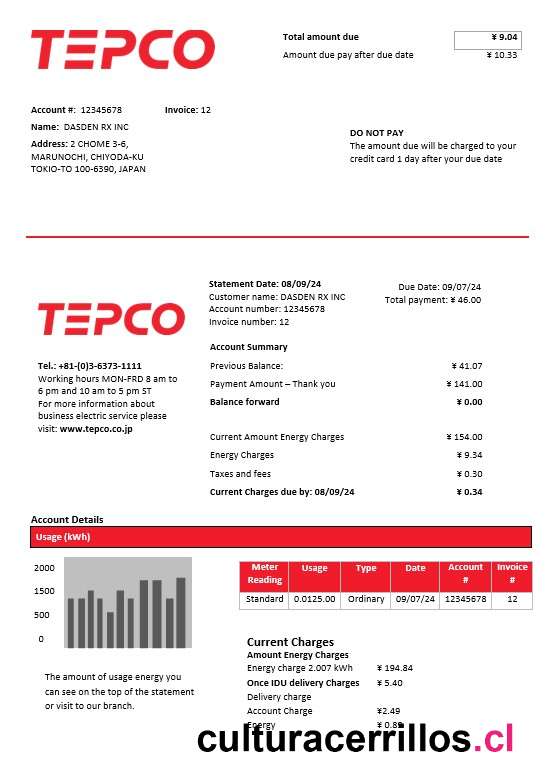 TEPCO
Total amount due ¥ 9.04
Amount due pay after due date ¥ 10.33
Account #: 12345678 Invoice: 12
Name: DASDEN RX INC
Address: 2 CHOME 3-6,
MARUNOCHI, CHIYODA-KU
TOKIO-TO 100-6390, JAPAN
DO NOT PAY
The amount due will be charged to your
credit card 1 day after your due date
TEPCO
Tel.: +81-(0)3-6373-1111
Working hours MON-FRD 8 am to
6 pm and 10 am to 5 pm ST
For more information about
business electric service please
visit: www.tepco.co.jp
Statement Date: 08/09/24
Customer name: DASDEN RX INC
Account number: 12345678
Invoice number: 12
Due Date: 09/07/24
Total payment: ¥ 46.00
Account Summary
Previous Balance: ¥ 41.07
Payment Amount – Thank you ¥ 141.00
Balance forward ¥ 0.00
Current Amount Energy Charges ¥ 154.00
Energy Charges ¥ 9.34
Taxes and fees ¥ 0.30
Current Charges due by: 08/09/24 ¥ 0.34
Account Details
Usage (kWh)
2000
1500
500
0
The amount of usage energy you
can see on the top of the statement
or visit to our branch.
Meter Reading Usage Type Date Account # Invoice #
Standard 0.0125.00 Ordinary 09/07/24 12345678 12
Current Charges
Amount Energy Charges
Energy charge 2.007 kWh ¥ 194.84
Once IDU delivery Charges ¥ 5.40
Delivery charge
Account Charge ¥2.49
Energy
culturacerrillos.cl